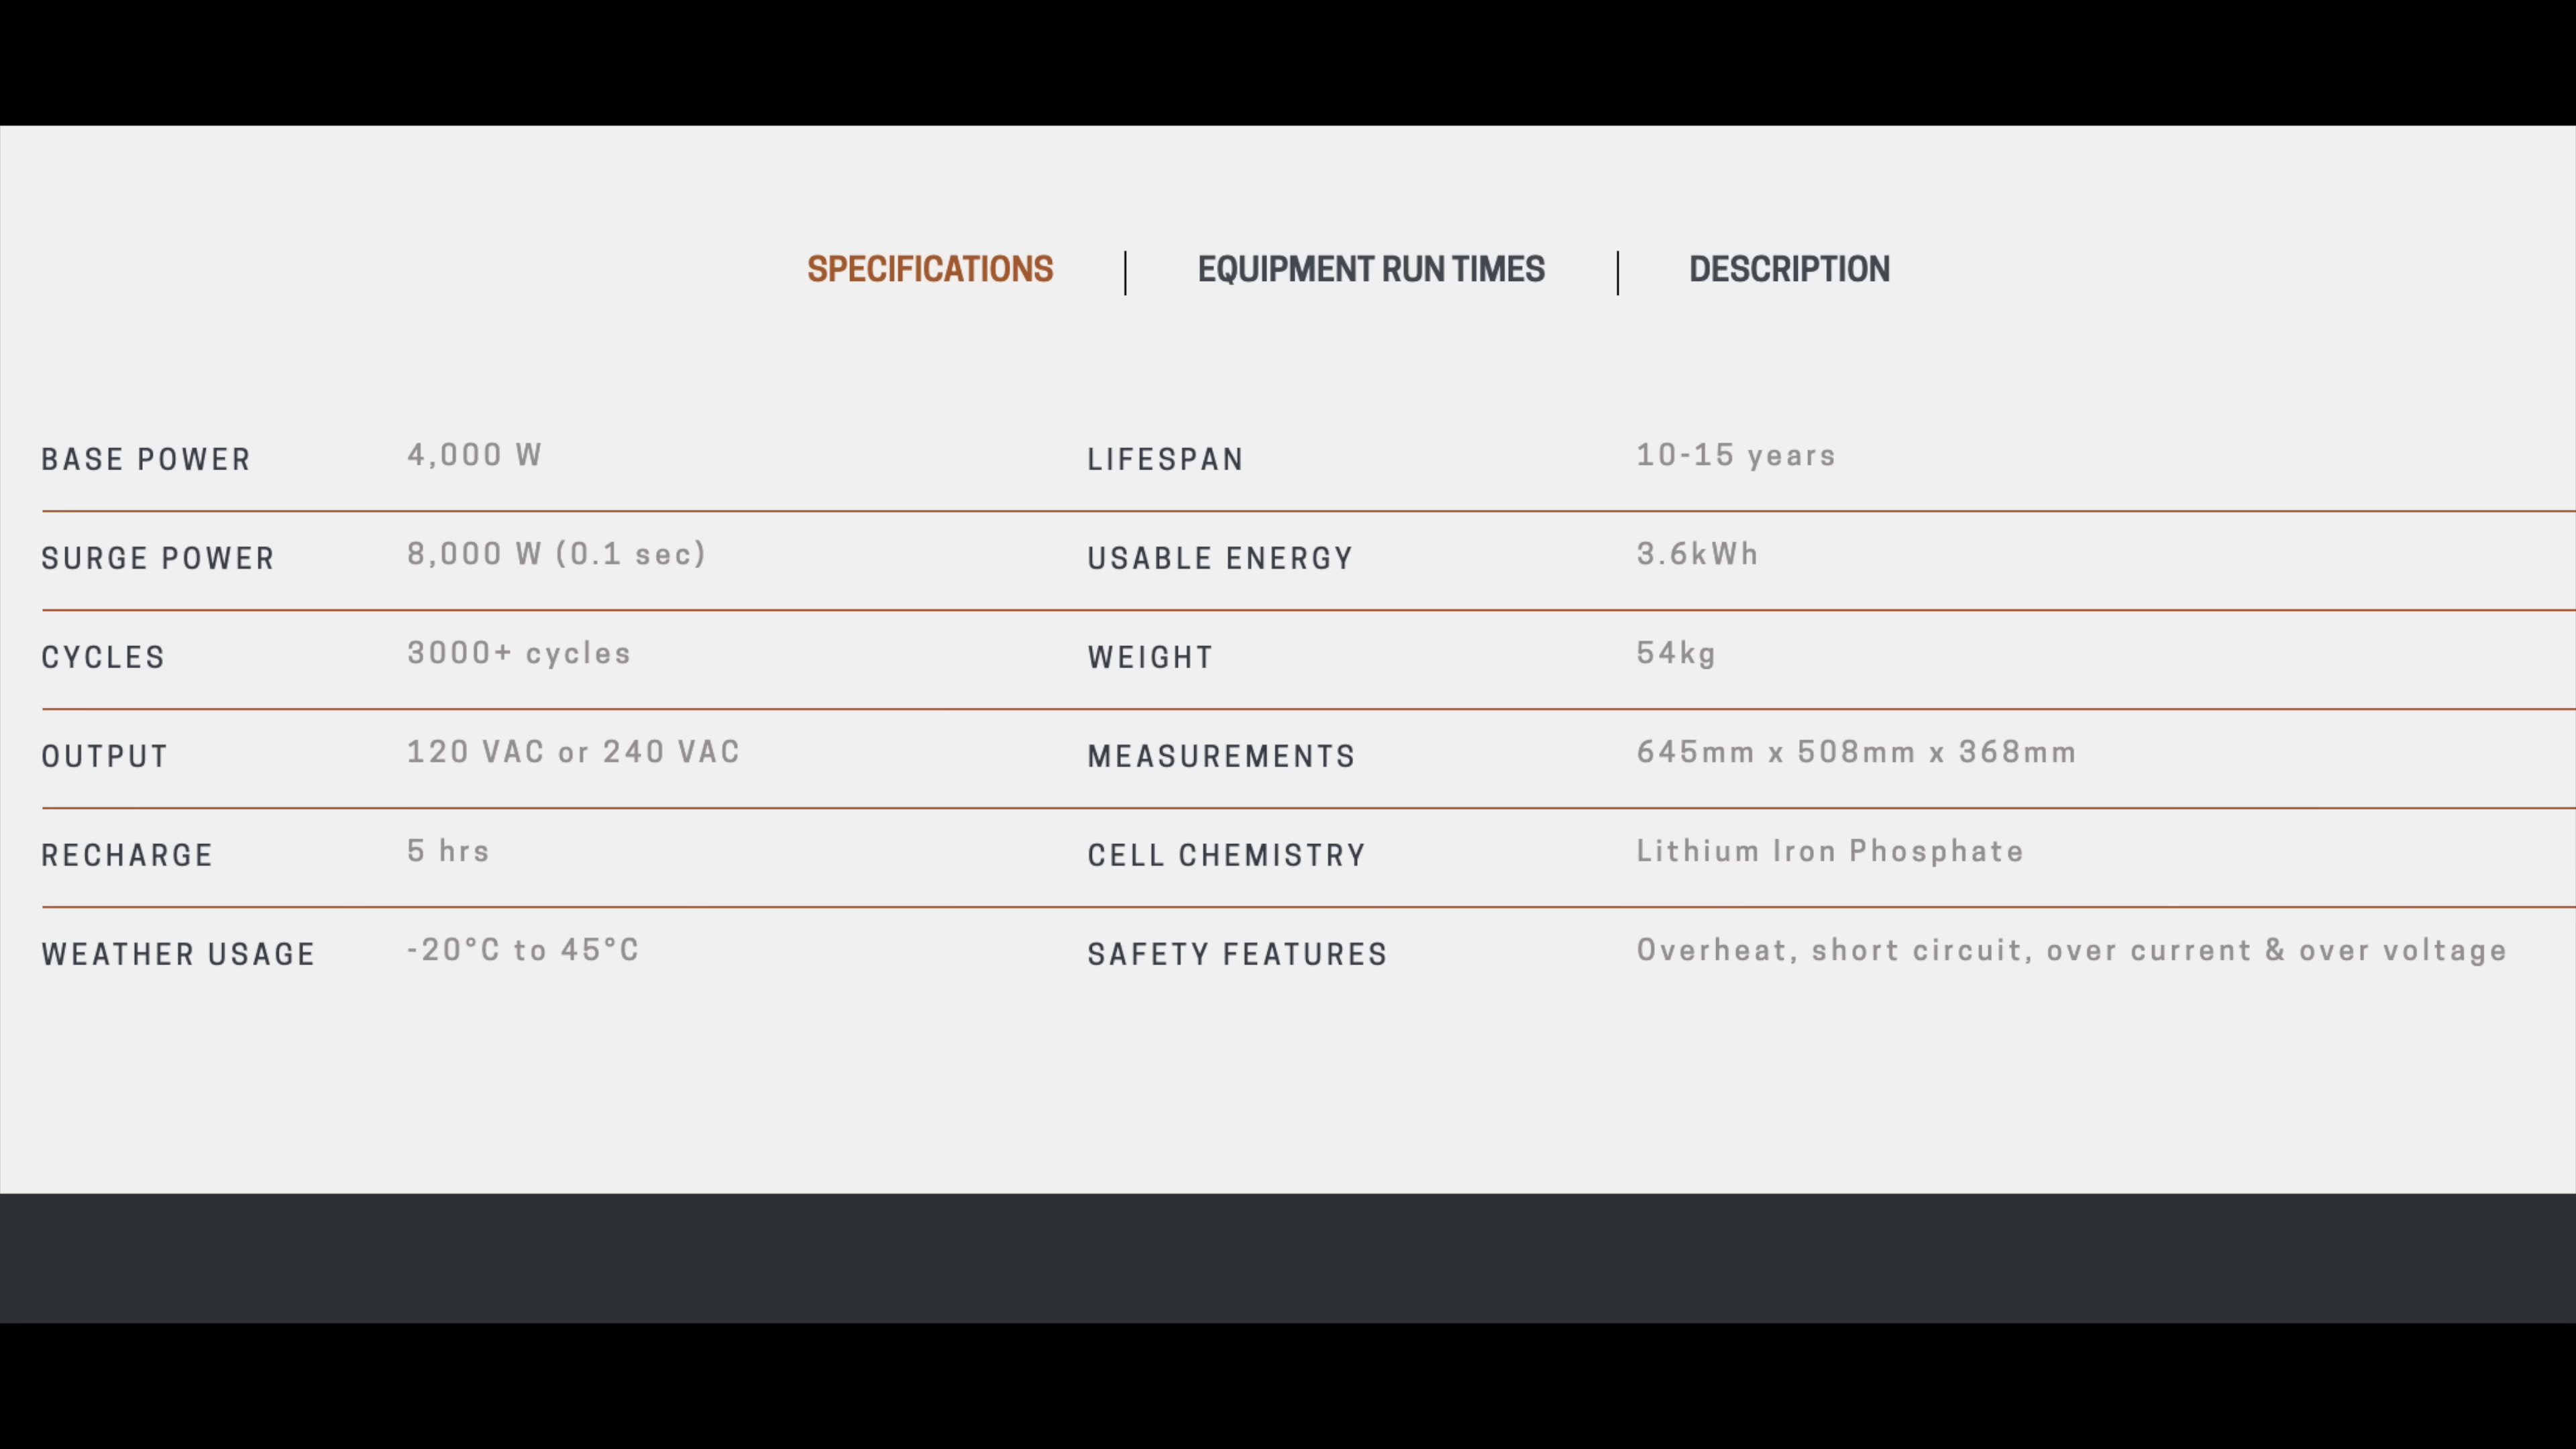 SPECIFICATIONS | EQUIPMENT RUN TIMES | DESCRIPTION
BASE POWER 4,000 W LIFESPAN 10-15 years
SURGE POWER 8,000 W (0.1 sec) USABLE ENERGY 3.6kWh
CYCLES 3000+ cycles WEIGHT 54kg
OUTPUT 120 VAC or 240 VAC MEASUREMENTS 645mm x 508mm x 368mm
RECHARGE 5 hrs CELL CHEMISTRY Lithium Iron Phosphate
WEATHER USAGE -20°C to 45°C SAFETY FEATURES Overheat, short circuit, over current & over voltage